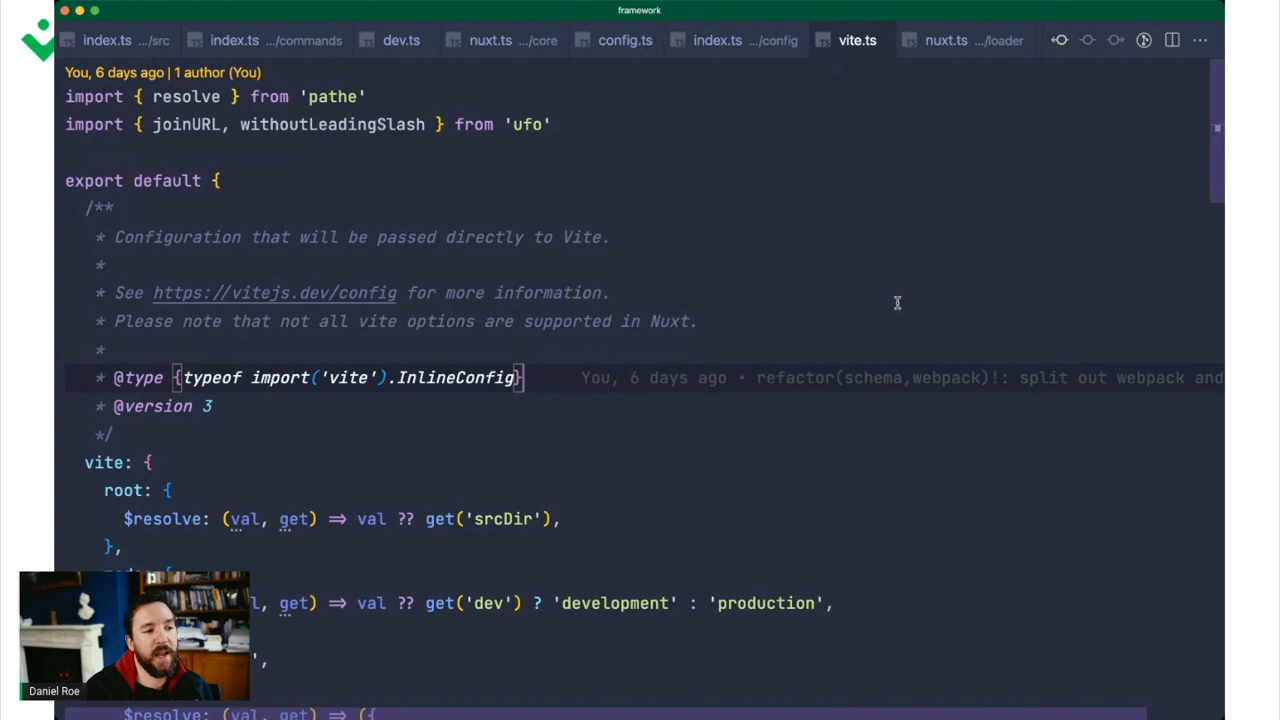 framework
index.ts .../src index.ts .../commands dev.ts nuxt.ts .../core config.ts index.ts .../config vite.ts nuxt.ts .../loader
You, 6 days ago | 1 author (You)
import { resolve } from 'pathe'
import { joinURL, withoutLeadingSlash } from 'ufo'
export default {
/**
* Configuration that will be passed directly to Vite.
*
* See https://vitejs.dev/config for more information.
* Please note that not all vite options are supported in Nuxt.
*
* @type {typeof import('vite').InlineConfig} You, 6 days ago • refactor(schema,webpack)!: split out webpack and
* @version 3
*/
vite: {
root: {
$resolve: (val, get) => val ?? get('srcDir'),
},
get) => val ?? get('dev') ? 'development' : 'production',
',
$resolve: (val, get) => ({
Daniel Roe